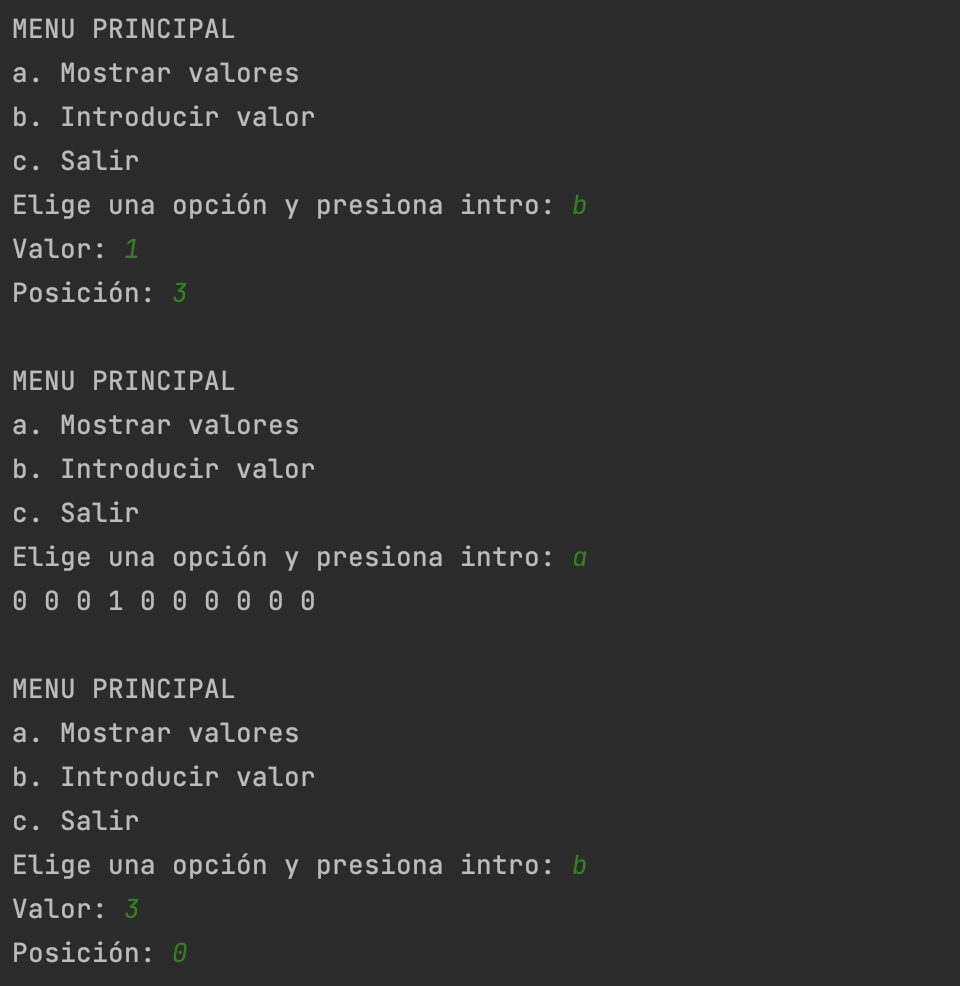 MENU PRINCIPAL
a. Mostrar valores
b. Introducir valor
c. Salir
Elige una opción y presiona intro: b
Valor: 1
Posición: 3
MENU PRINCIPAL
a. Mostrar valores
b. Introducir valor
c. Salir
Elige una opción y presiona intro: a
0 0 0 1 0 0 0 0 0 0
MENU PRINCIPAL
a. Mostrar valores
b. Introducir valor
c. Salir
Elige una opción y presiona intro: b
Valor: 3
Posición: 0